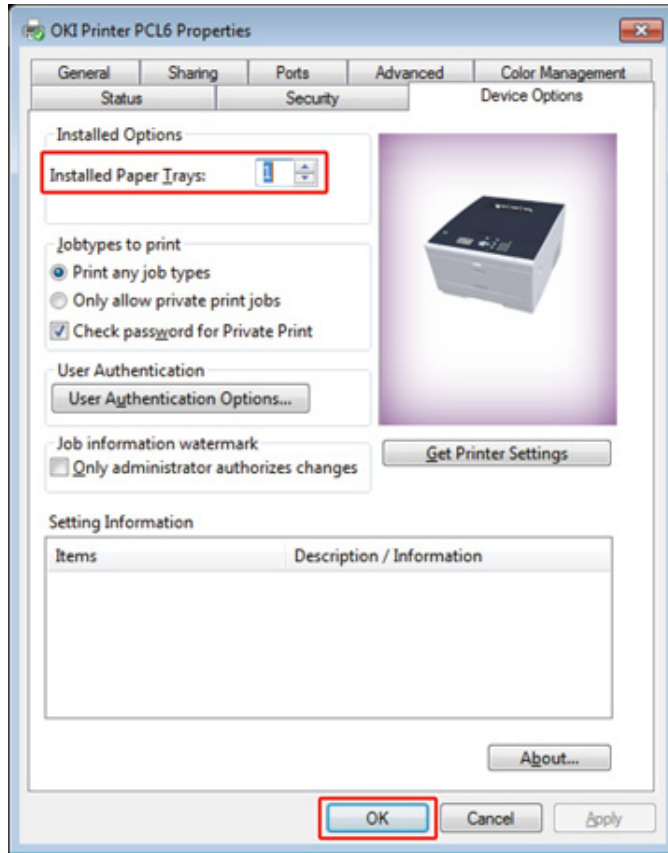 OKI Printer PCL6 Properties
General Sharing Ports Advanced Color Management
Status Security Device Options
Installed Options
Installed Paper Trays: 1
Jobtypes to print
Print any job types
Only allow private print jobs
Check password for Private Print
User Authentication
User Authentication Options...
Job information watermark
Only administrator authorizes changes
Get Printer Settings
Setting Information
Items Description / Information
About...
OK Cancel Apply